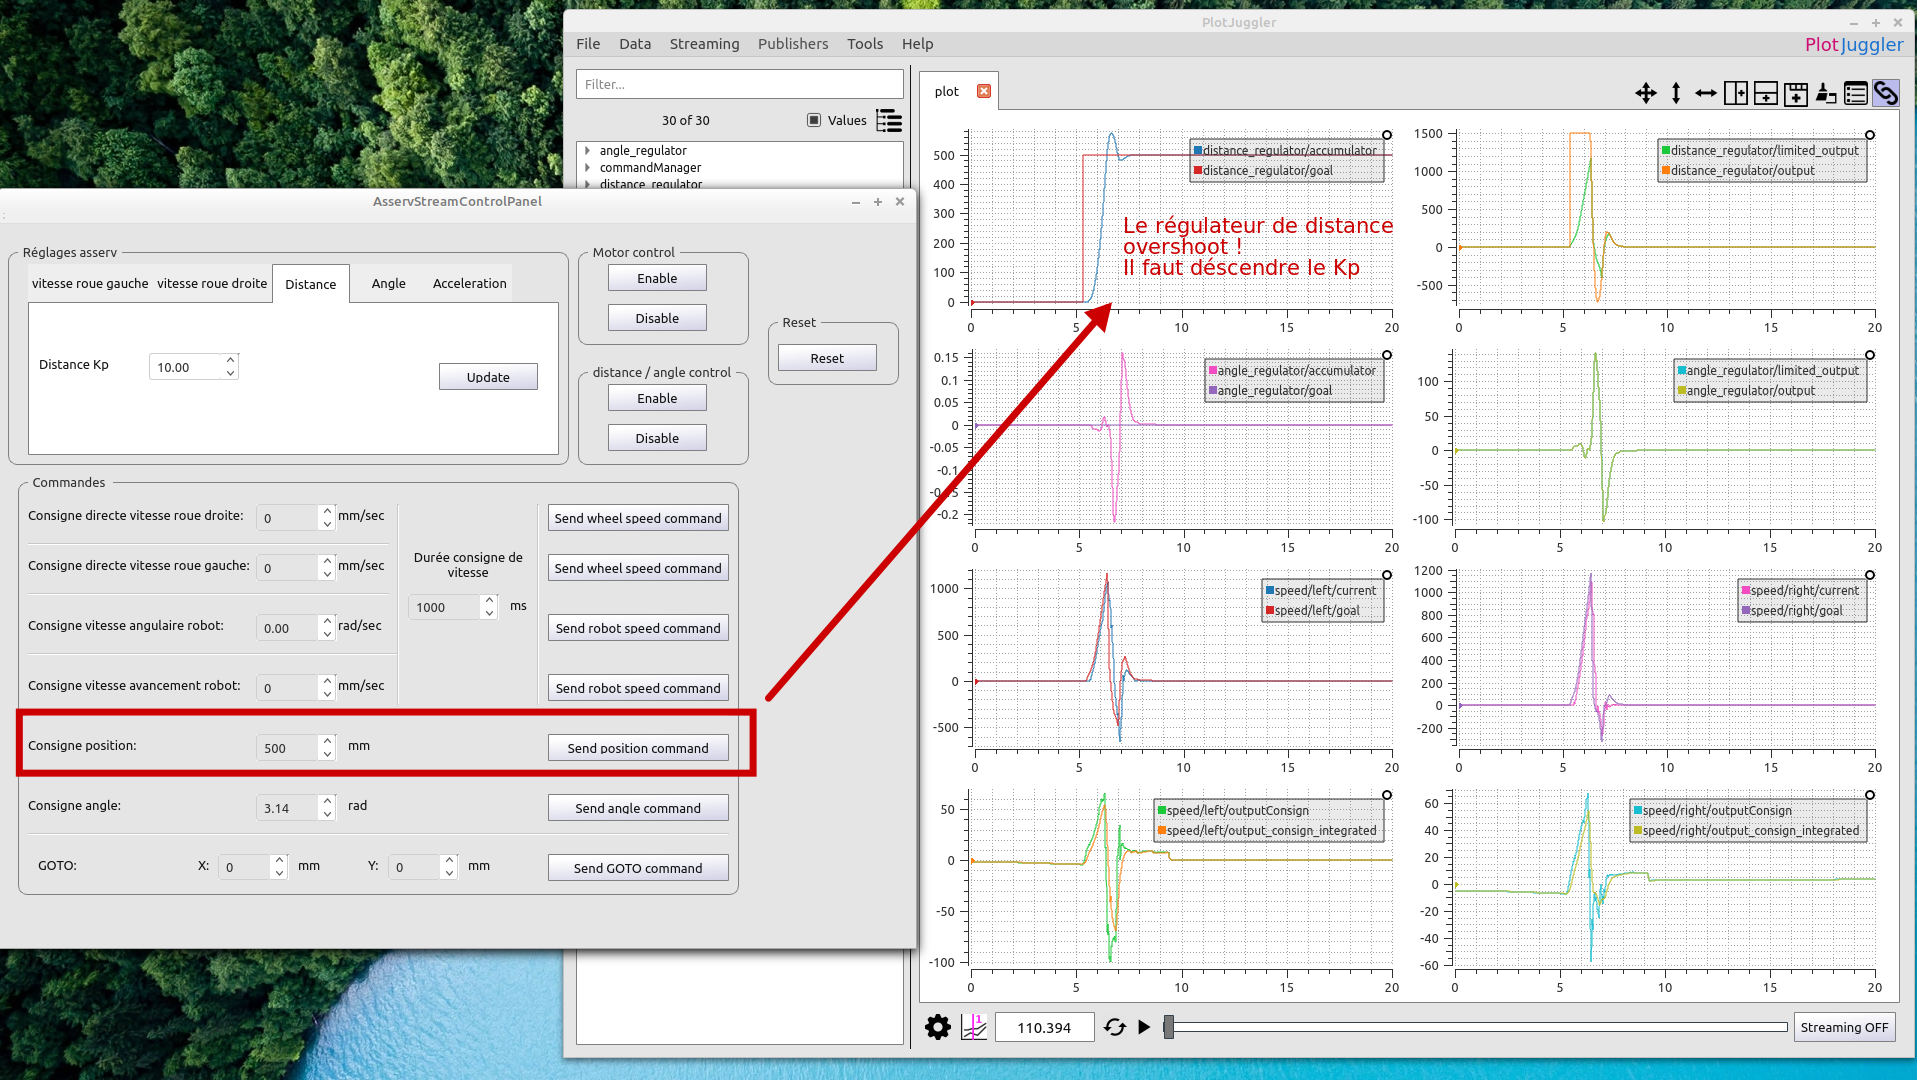 PlotJuggler
File Data Streaming Publishers Tools Help
PlotJuggler
Filter...
30 of 30
Values
angle_regulator
commandManager
distance_regulator
plot
AsservStreamControlPanel
Réglages asserv
vitesse roue gauche
vitesse roue droite
Distance
Angle
Acceleration
Distance Kp
10.00
Update
Motor control
Enable
Disable
distance / angle control
Enable
Disable
Reset
Reset
Commandes
Consigne directe vitesse roue droite:
0
mm/sec
Send wheel speed command
Consigne directe vitesse roue gauche:
0
mm/sec
Send wheel speed command
Durée consigne de
vitesse
1000
ms
Consigne vitesse angulaire robot:
0.00
rad/sec
Send robot speed command
Consigne vitesse avancement robot:
0
mm/sec
Send robot speed command
Consigne position:
500
mm
Send position command
Consigne angle:
3.14
rad
Send angle command
GOTO:
X:
0
mm
Y:
0
mm
Send GOTO command
distance_regulator/accumulator
distance_regulator/goal
500
400
300
200
100
0
0 5 10 15 20
Le régulateur de distance
overshoot !
Il faut déscendre le Kp
distance_regulator/limited_output
distance_regulator/output
1500
1000
500
0
-500
0 5 10 15 20
angle_regulator/accumulator
angle_regulator/goal
0.15
0.1
0.05
0
-0.05
-0.1
-0.15
-0.2
0 5 10 15 20
angle_regulator/limited_output
angle_regulator/output
100
50
0
-50
-100
0 5 10 15 20
speed/left/current
speed/left/goal
1000
500
0
-500
0 5 10 15 20
speed/right/current
speed/right/goal
1200
1000
800
600
400
200
0
-200
0 5 10 15 20
speed/left/outputConsign
speed/left/output_consign_integrated
50
0
-50
-100
0 5 10 15 20
speed/right/outputConsign
speed/right/output_consign_integrated
60
40
20
0
-20
-40
-60
0 5 10 15 20
1
110.394
Streaming OFF